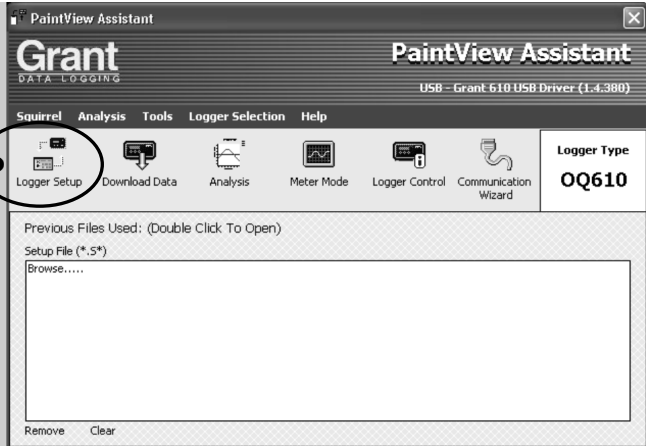 PaintView Assistant
Grant
DATA LOGGING
PaintView Assistant
USB - Grant 610 USB Driver (1.4.380)
Squirrel Analysis Tools Logger Selection Help
Logger Setup
Download Data
Analysis
Meter Mode
Logger Control
Communication
Wizard
Logger Type
OQ610
Previous Files Used: (Double Click To Open)
Setup File (*.S*)
Browse.....
Remove Clear